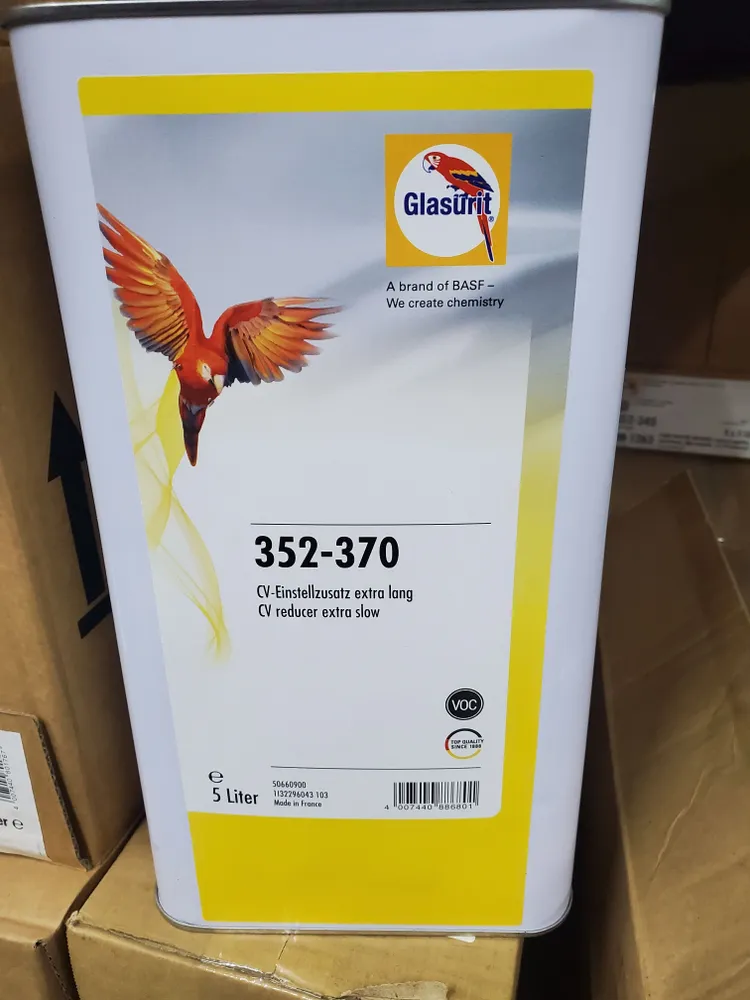 Glasurit
®
A brand of BASF –
We create chemistry
352-370
CV-Einstellzusatz extra lang
CV reducer extra slow
VOC
TOP QUALITY
SINCE 1888
℮
5 Liter
50660900
1132296043 103
Made in France
4 007440 886801